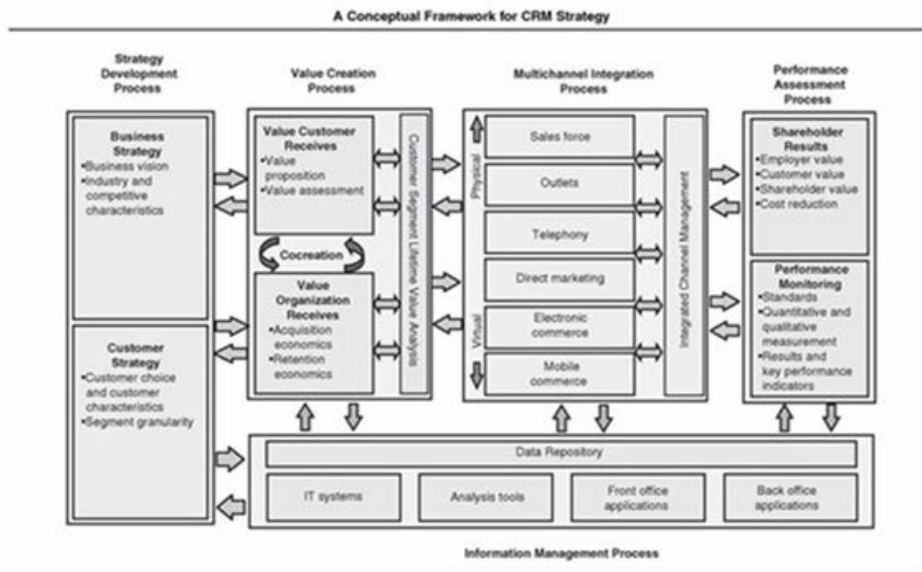 A Conceptual Framework for CRM Strategy
Strategy
Development
Process
Business
Strategy
•Business vision
•Industry and
competitive
characteristics
Customer
Strategy
•Customer choice
and customer
characteristics
•Segment granularity
Value Creation
Process
Value Customer
Receives
•Value
proposition
•Value assessment
Cocreation
Value
Organization
Receives
•Acquisition
economics
•Retention
economics
Customer Segment Lifetime Value Analysis
Multichannel Integration
Process
Physical
Virtual
Sales force
Outlets
Telephony
Direct marketing
Electronic
commerce
Mobile
commerce
Integrated Channel Management
Performance
Assessment
Process
Shareholder
Results
•Employer value
•Customer value
•Shareholder value
•Cost reduction
Performance
Monitoring
•Standards
•Quantitative and
qualitative
measurement
•Results and
key performance
indicators
Data Repository
IT systems
Analysis tools
Front office
applications
Back office
applications
Information Management Process